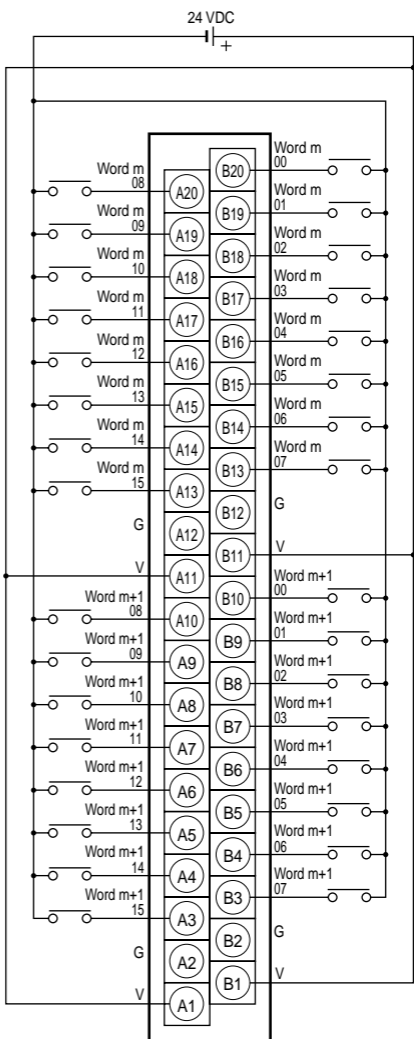 24 VDC
+
Word m
00
B20
Word m
08
A20
Word m
01
B19
Word m
09
A19
Word m
02
B18
Word m
10
A18
Word m
03
B17
Word m
11
A17
Word m
04
B16
Word m
12
A16
Word m
05
B15
Word m
13
A15
Word m
06
B14
Word m
14
A14
Word m
07
B13
Word m
15
A13
G
B12
G
A12
V
B11
V
A11
Word m+1
00
B10
Word m+1
08
A10
Word m+1
01
B9
Word m+1
09
A9
Word m+1
02
B8
Word m+1
10
A8
Word m+1
03
B7
Word m+1
11
A7
Word m+1
04
B6
Word m+1
12
A6
Word m+1
05
B5
Word m+1
13
A5
Word m+1
06
B4
Word m+1
14
A4
Word m+1
07
B3
Word m+1
15
A3
G
B2
G
A2
V
B1
V
A1